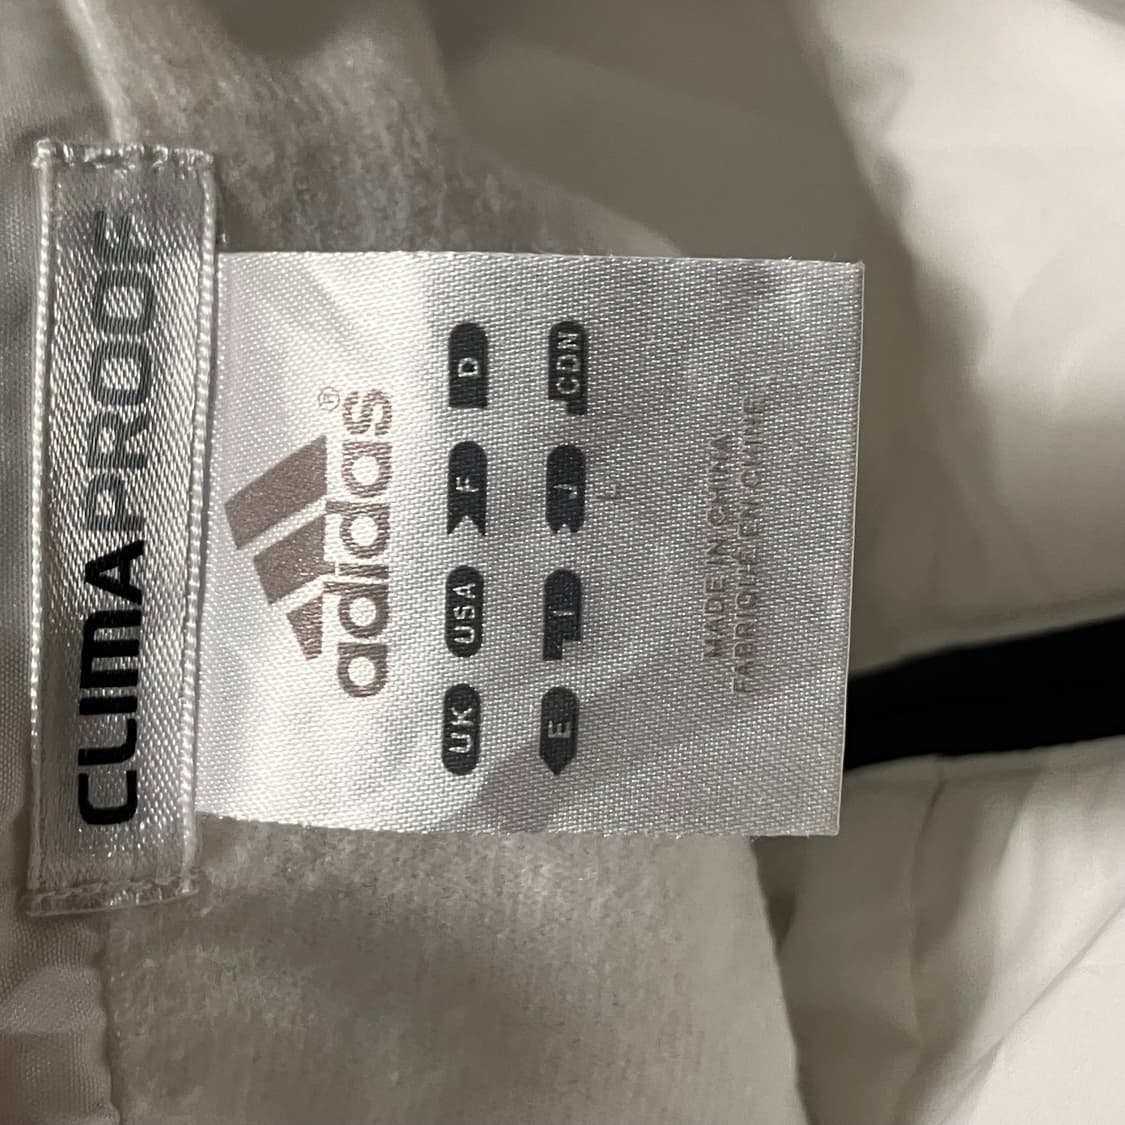 CLIMAPROOF
adidas®
UK USA F D
E I J CDN
L
MADE IN CHINA
FABRIQUÉ EN CHINE